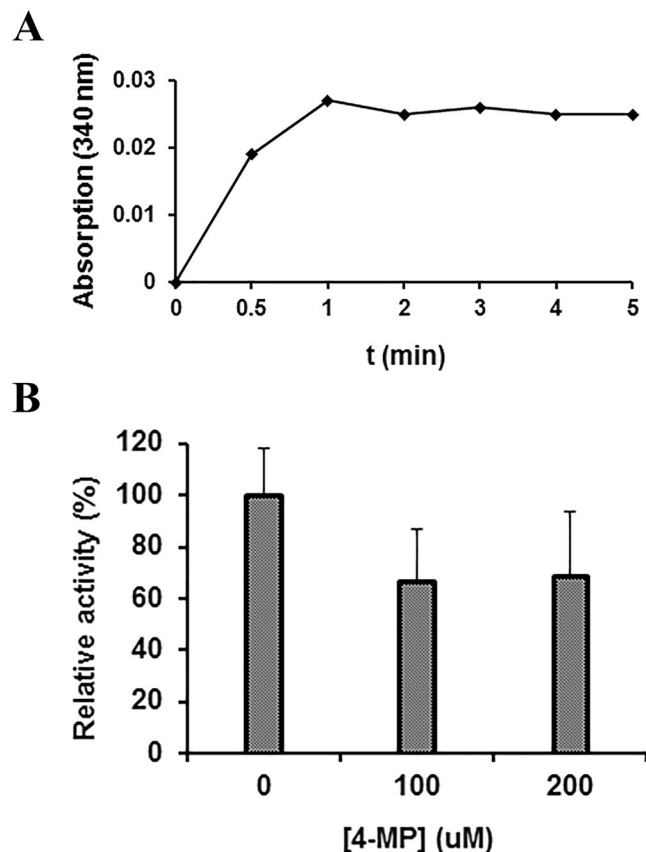 A
Absorption (340 nm)
0.03
0.02
0.01
0
0 0.5 1 2 3 4 5
t (min)
B
Relative activity (%)
120
100
80
60
40
20
0
0 100 200
[4-MP] (uM)